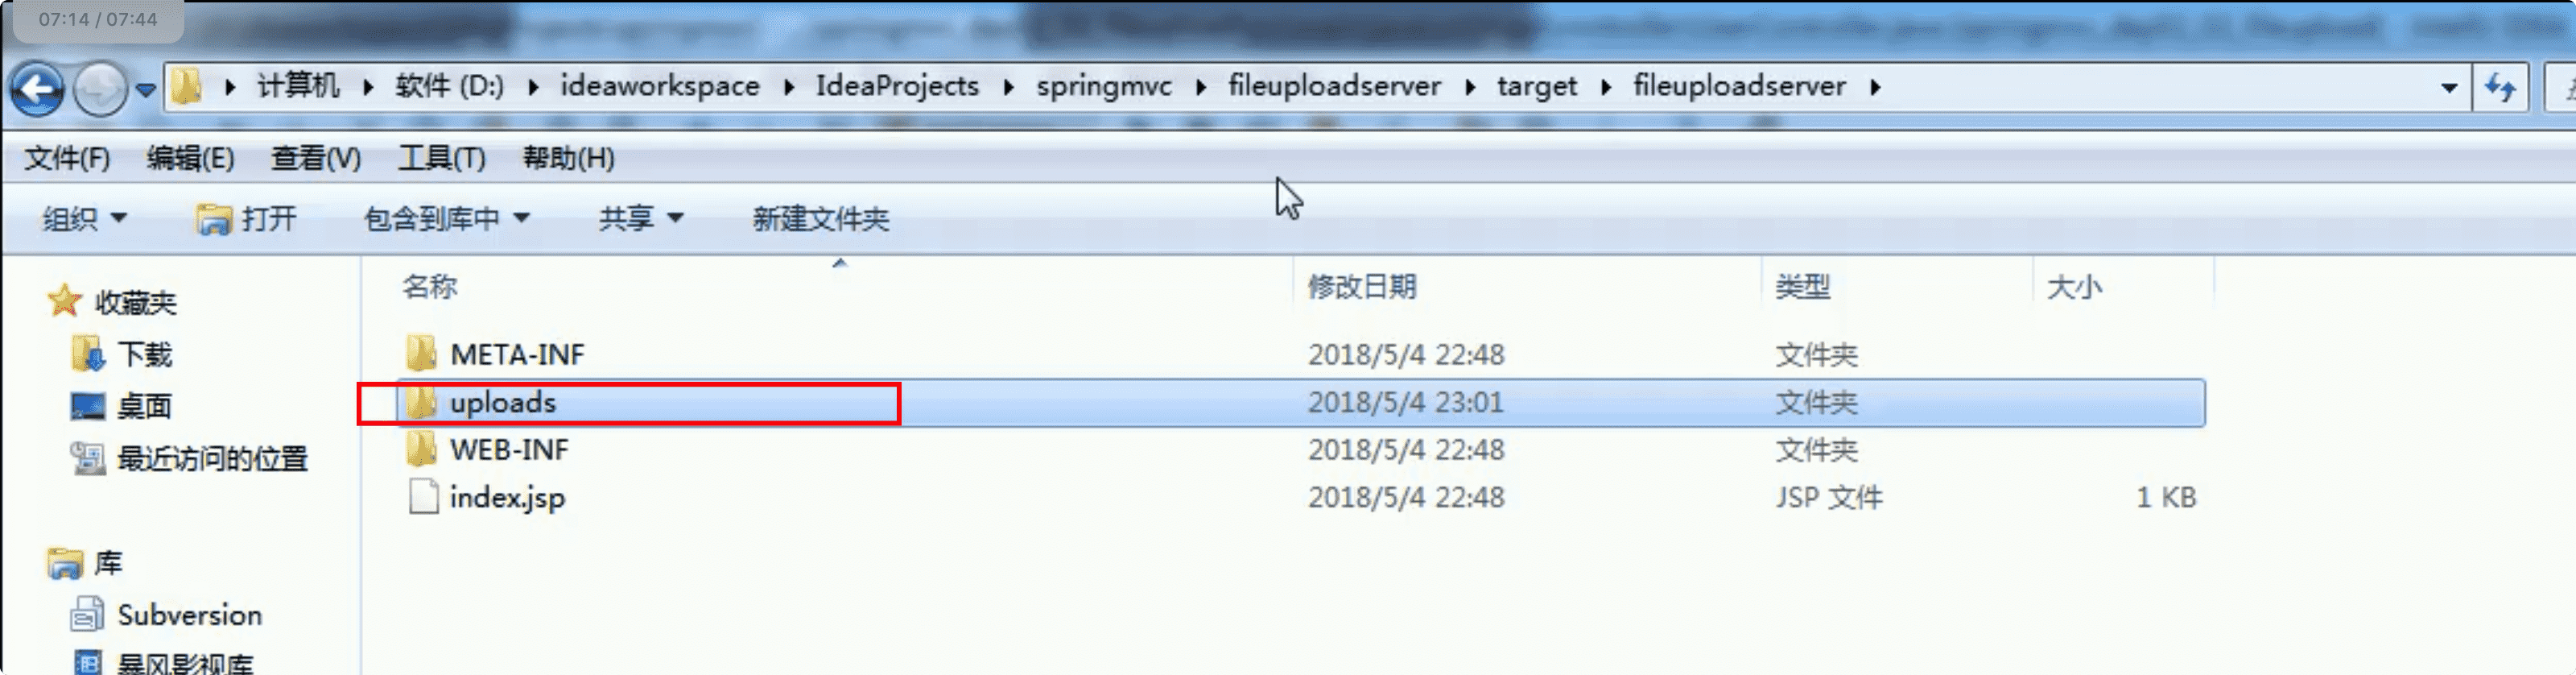 07:14 / 07:44
计算机 软件 (D:) ideaworkspace IdeaProjects springmvc fileuploadserver target fileuploadserver
文件(F) 编辑(E) 查看(V) 工具(T) 帮助(H)
组织 打开 包含到库中 共享 新建文件夹
收藏夹
下载
桌面
最近访问的位置
库
Subversion
暴风影视库
名称 修改日期 类型 大小
META-INF 2018/5/4 22:48 文件夹
uploads 2018/5/4 23:01 文件夹
WEB-INF 2018/5/4 22:48 文件夹
index.jsp 2018/5/4 22:48 JSP 文件 1 KB